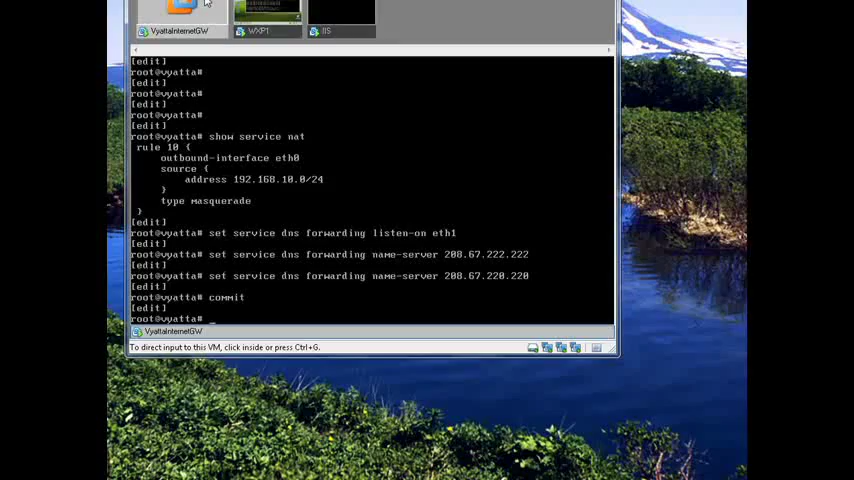 VyattaInternetGW
WXP1
IIS
[edit]
root@vyatta#
[edit]
root@vyatta#
[edit]
root@vyatta#
[edit]
root@vyatta# show service nat
rule 10 {
outbound-interface eth0
source {
address 192.168.10.0/24
}
type masquerade
}
[edit]
root@vyatta# set service dns forwarding listen-on eth1
[edit]
root@vyatta# set service dns forwarding name-server 208.67.222.222
[edit]
root@vyatta# set service dns forwarding name-server 208.67.220.220
[edit]
root@vyatta# commit
[edit]
root@vyatta# _
VyattaInternetGW
To direct input to this VM, click inside or press Ctrl+G.